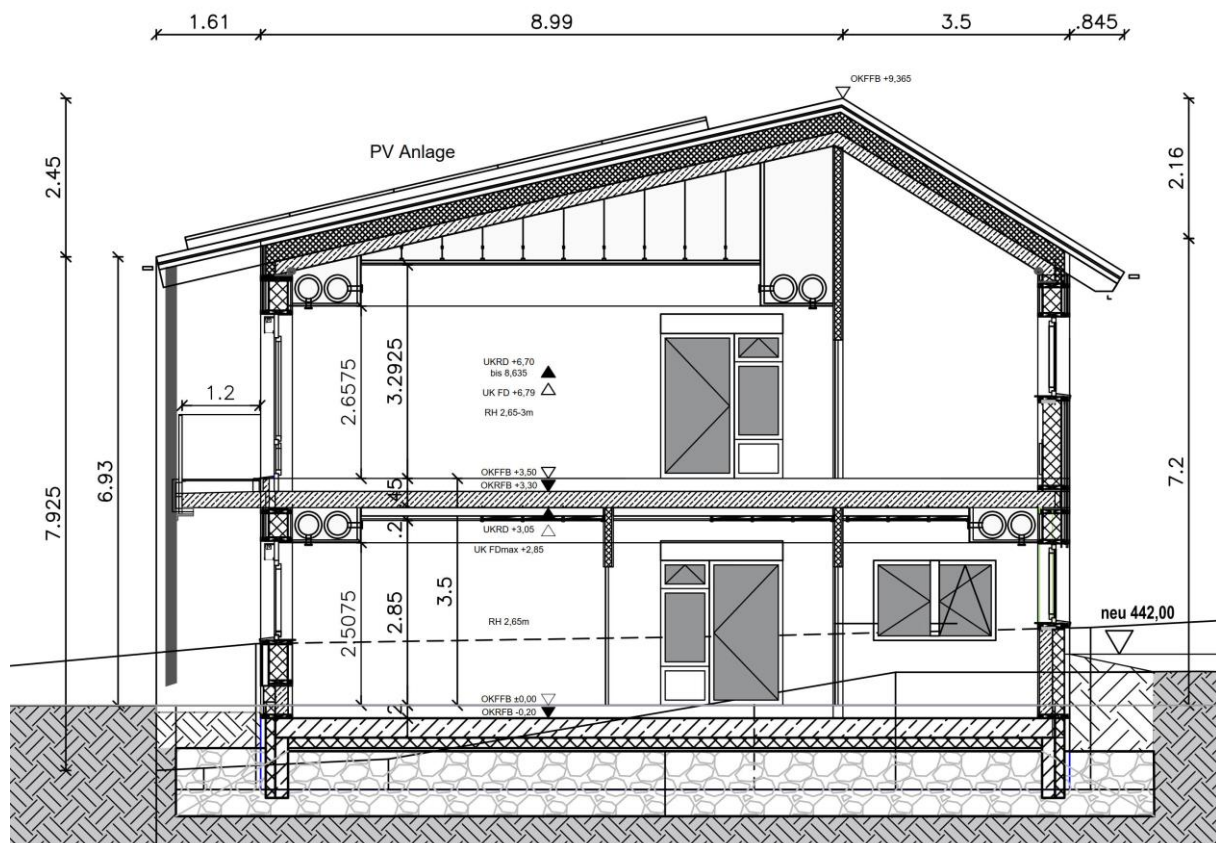 1.61
8.99
3.5
.845
OKFFB +9,365
PV Anlage
2.45
2.16
1.2
2.6575
3.2925
UKRD +6,70
bis 8,635
UK FD +6,79
RH 2,65-3m
OKFFB +3,50
OKRFB +3,30
.45
.2
UKRD +3,05
UK FDmax +2,85
6.93
7.925
7.2
2.5075
2.85
3.5
RH 2,65m
neu 442,00
OKFFB ±0,00
OKRFB -0,20
.2